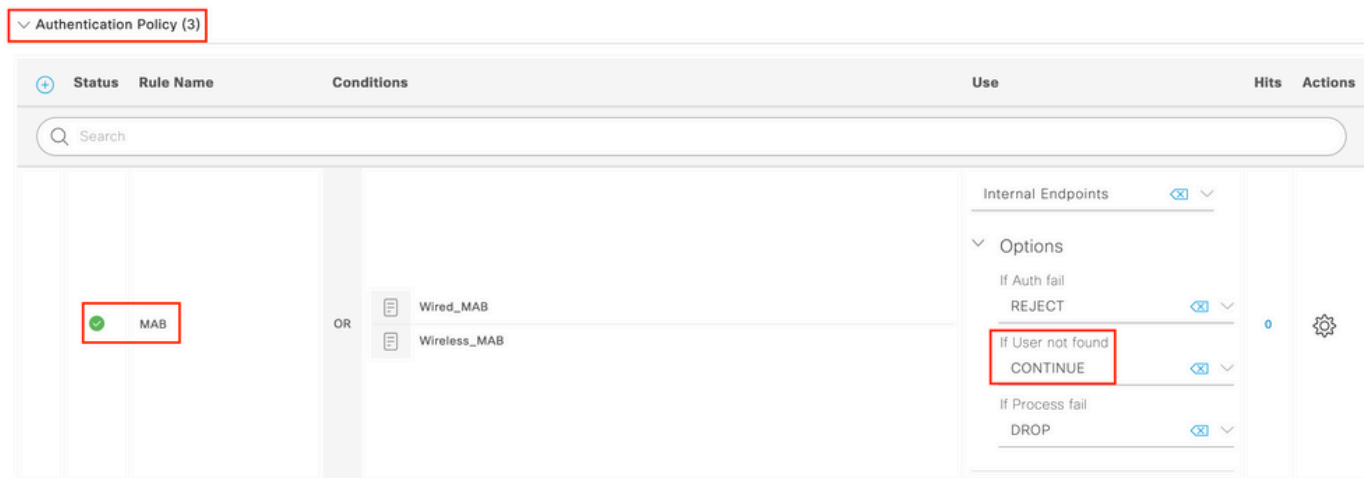 Authentication Policy (3)
Status Rule Name Conditions Use Hits Actions
Search
Internal Endpoints
Options
If Auth fail
REJECT
MAB
OR
Wired_MAB
Wireless_MAB
If User not found
CONTINUE
0
If Process fail
DROP